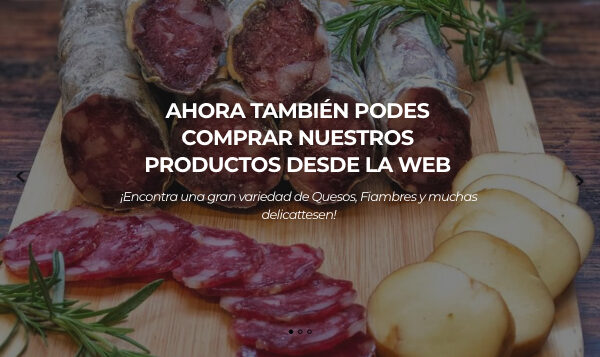 AHORA TAMBIÉN PODES
COMPRAR NUESTROS
PRODUCTOS DESDE LA WEB
¡Encontra una gran variedad de Quesos, Fiambres y muchas
delicattesen!